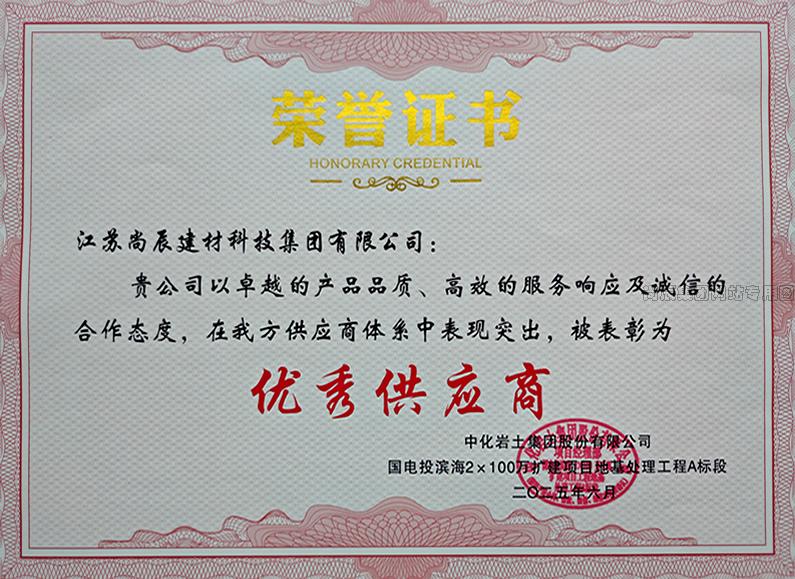 荣誉证书
HONORARY CREDENTIAL
江苏尚辰建材科技集团有限公司：
贵公司以卓越的产品品质、高效的服务响应及诚信的
合作态度，在我方供应商体系中表现突出，被表彰为
优秀供应商
中化岩土集团股份有限公司
国电投滨海2×100万扩建项目地基处理工程A标段
二〇二五年六月
项目经理部